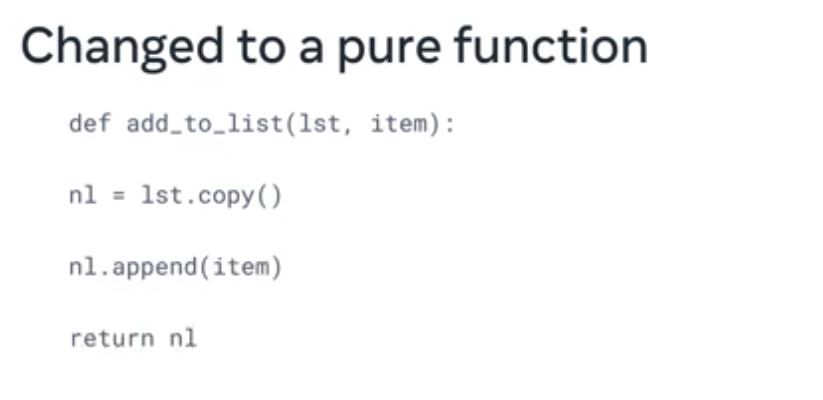 Changed to a pure function
def add_to_list(lst, item):
nl = lst.copy()
nl.append(item)
return nl